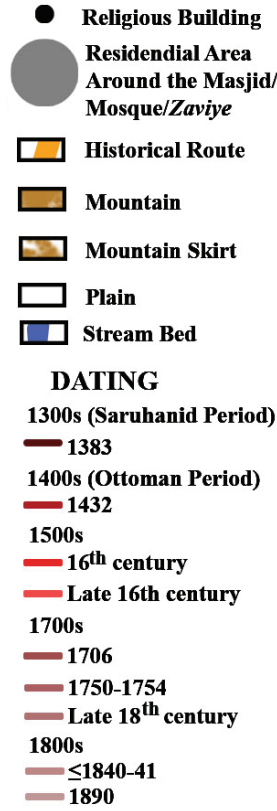 Religious Building
Residendial Area
Around the Masjid/
Mosque/Zaviye
Historical Route
Mountain
Mountain Skirt
Plain
Stream Bed
DATING
1300s (Saruhanid Period)
1383
1400s (Ottoman Period)
1432
1500s
16th century
Late 16th century
1700s
1706
1750-1754
Late 18th century
1800s
≤1840-41
1890